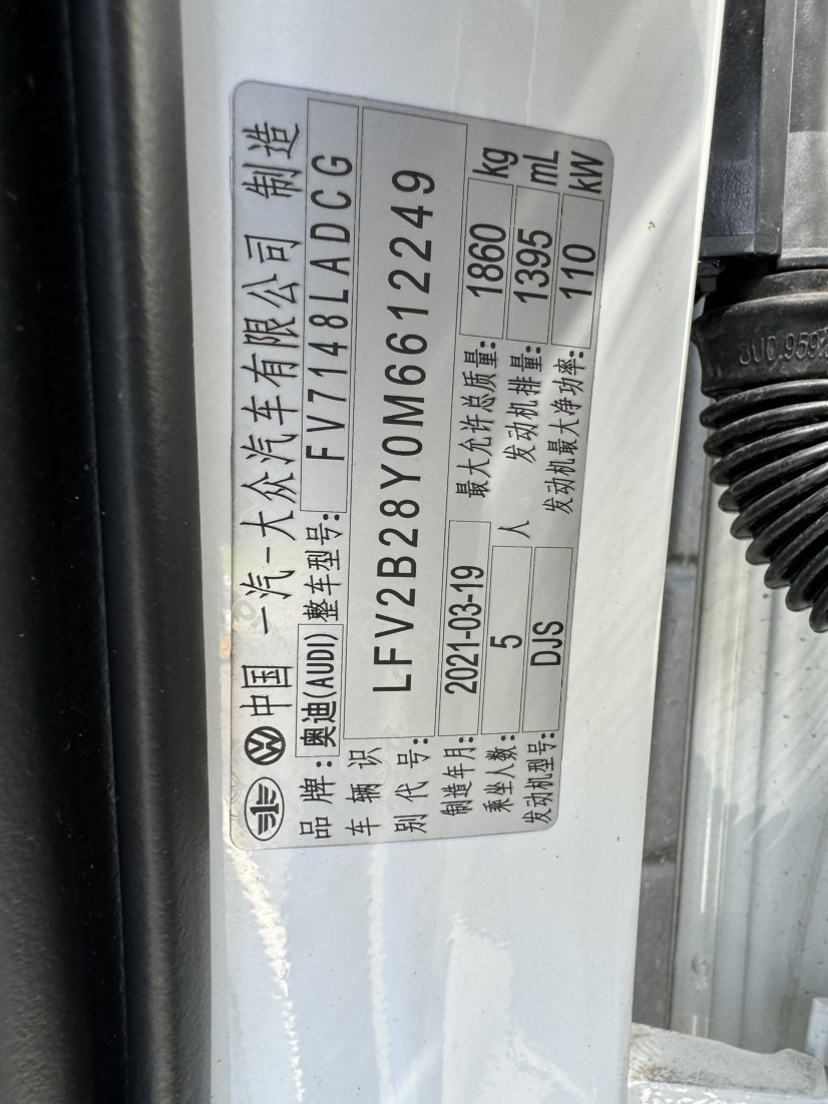 中国 一汽-大众汽车有限公司 制造
品牌:奥迪(AUDI) 整车型号:FV7148LADCG
车辆识别代号:LFV2B28Y0M6612249
制造年月:2021-03-19 最大允许总质量:1860 kg
乘坐人数:5 人 发动机排量:1395 mL
发动机型号:DJS 发动机最大净功率:110 kW
8U0.959